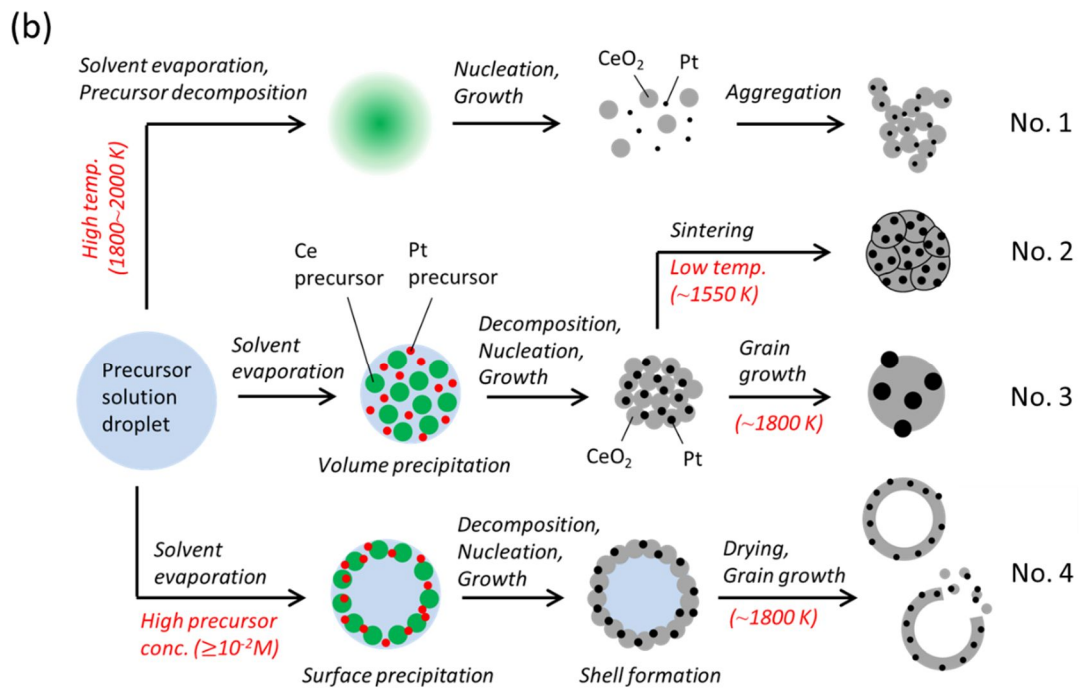 (b)
Solvent evaporation,
Precursor decomposition
Nucleation,
Growth
CeO₂
Pt
Aggregation
No. 1
High temp.
(1800~2000 K)
Sintering
Low temp.
(~1550 K)
No. 2
Ce
precursor
Pt
precursor
Precursor
solution
droplet
Solvent
evaporation
Volume precipitation
Decomposition,
Nucleation,
Growth
CeO₂
Pt
Grain
growth
(~1800 K)
No. 3
Solvent
evaporation
High precursor
conc. (≥10⁻²M)
Surface precipitation
Decomposition,
Nucleation,
Growth
Shell formation
Drying,
Grain growth
(~1800 K)
No. 4